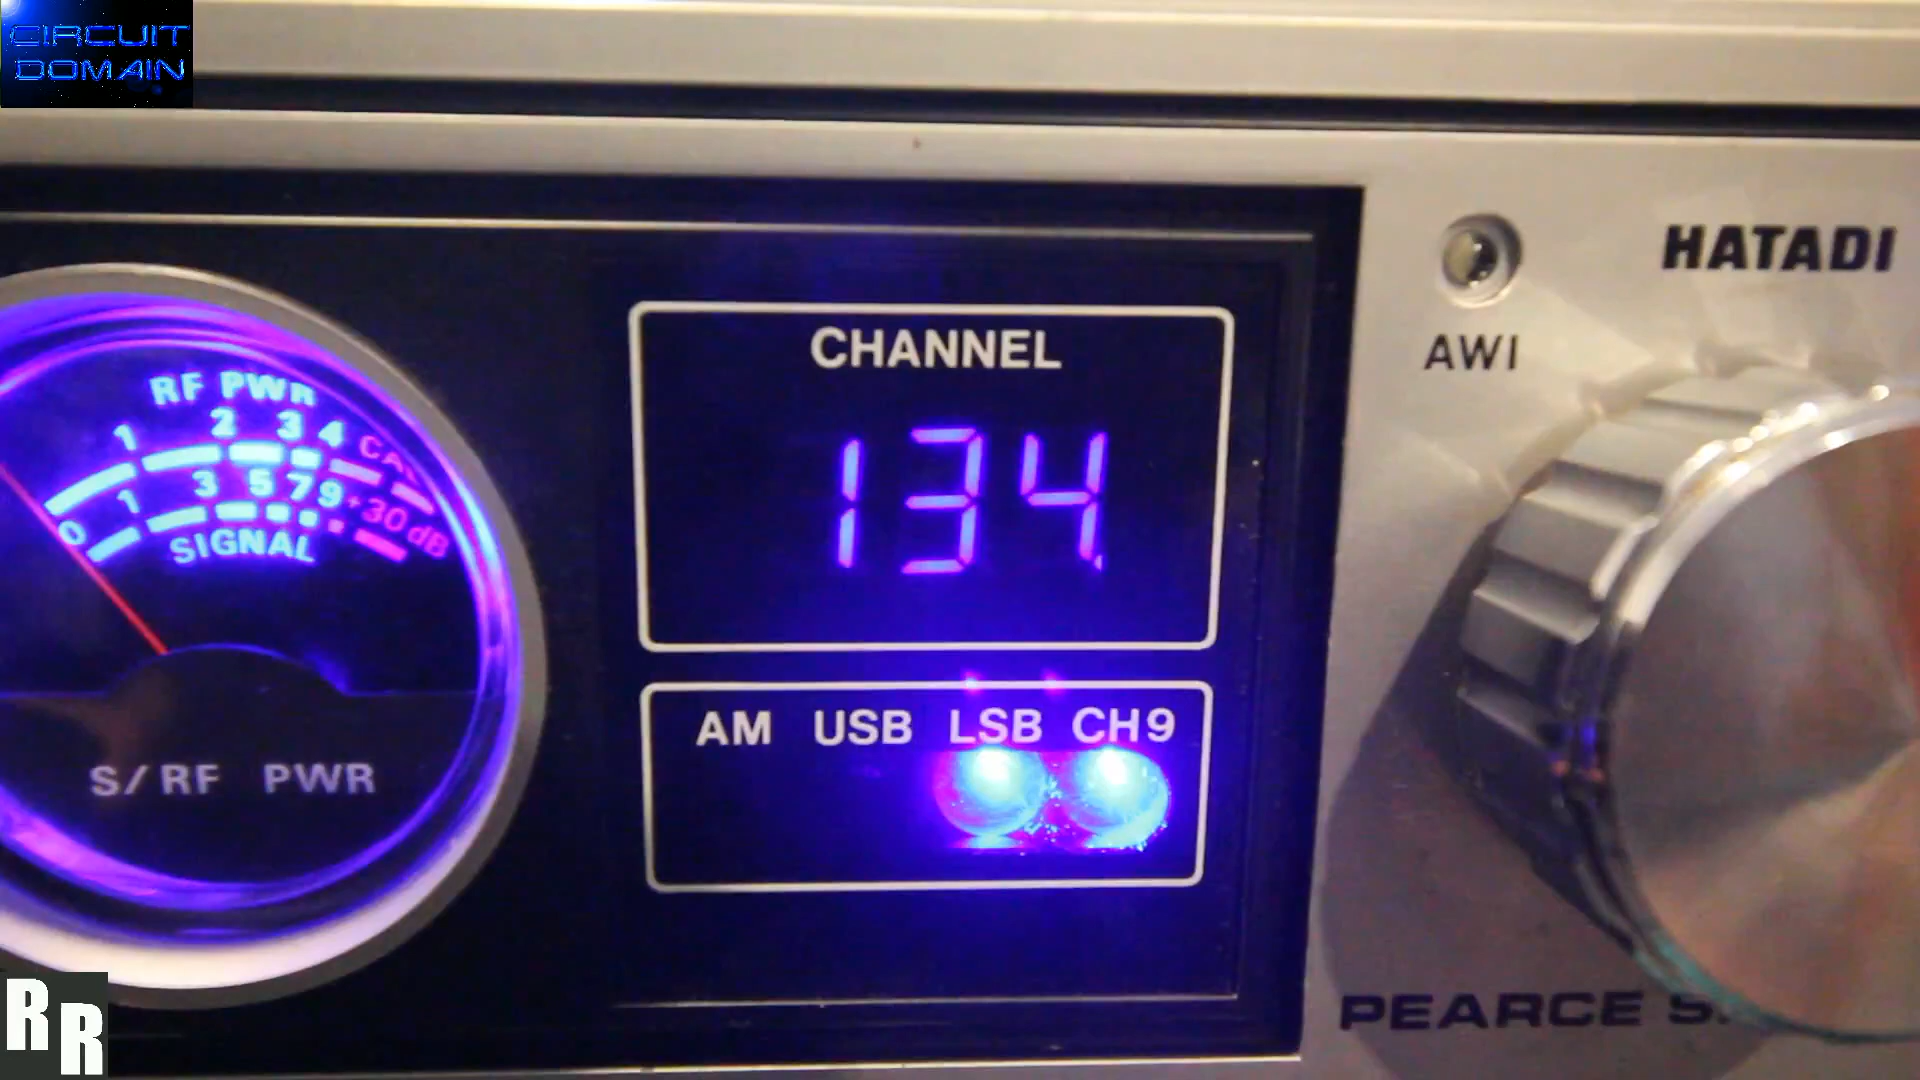 CIRCUIT
DOMAIN
RF PWR
1 2 3 4 CAL
0 1 3 5 7 9 +30 dB
SIGNAL
S/RF PWR
CHANNEL
134
AM USB LSB CH9
AWI
HATADI
PEARCE
RR